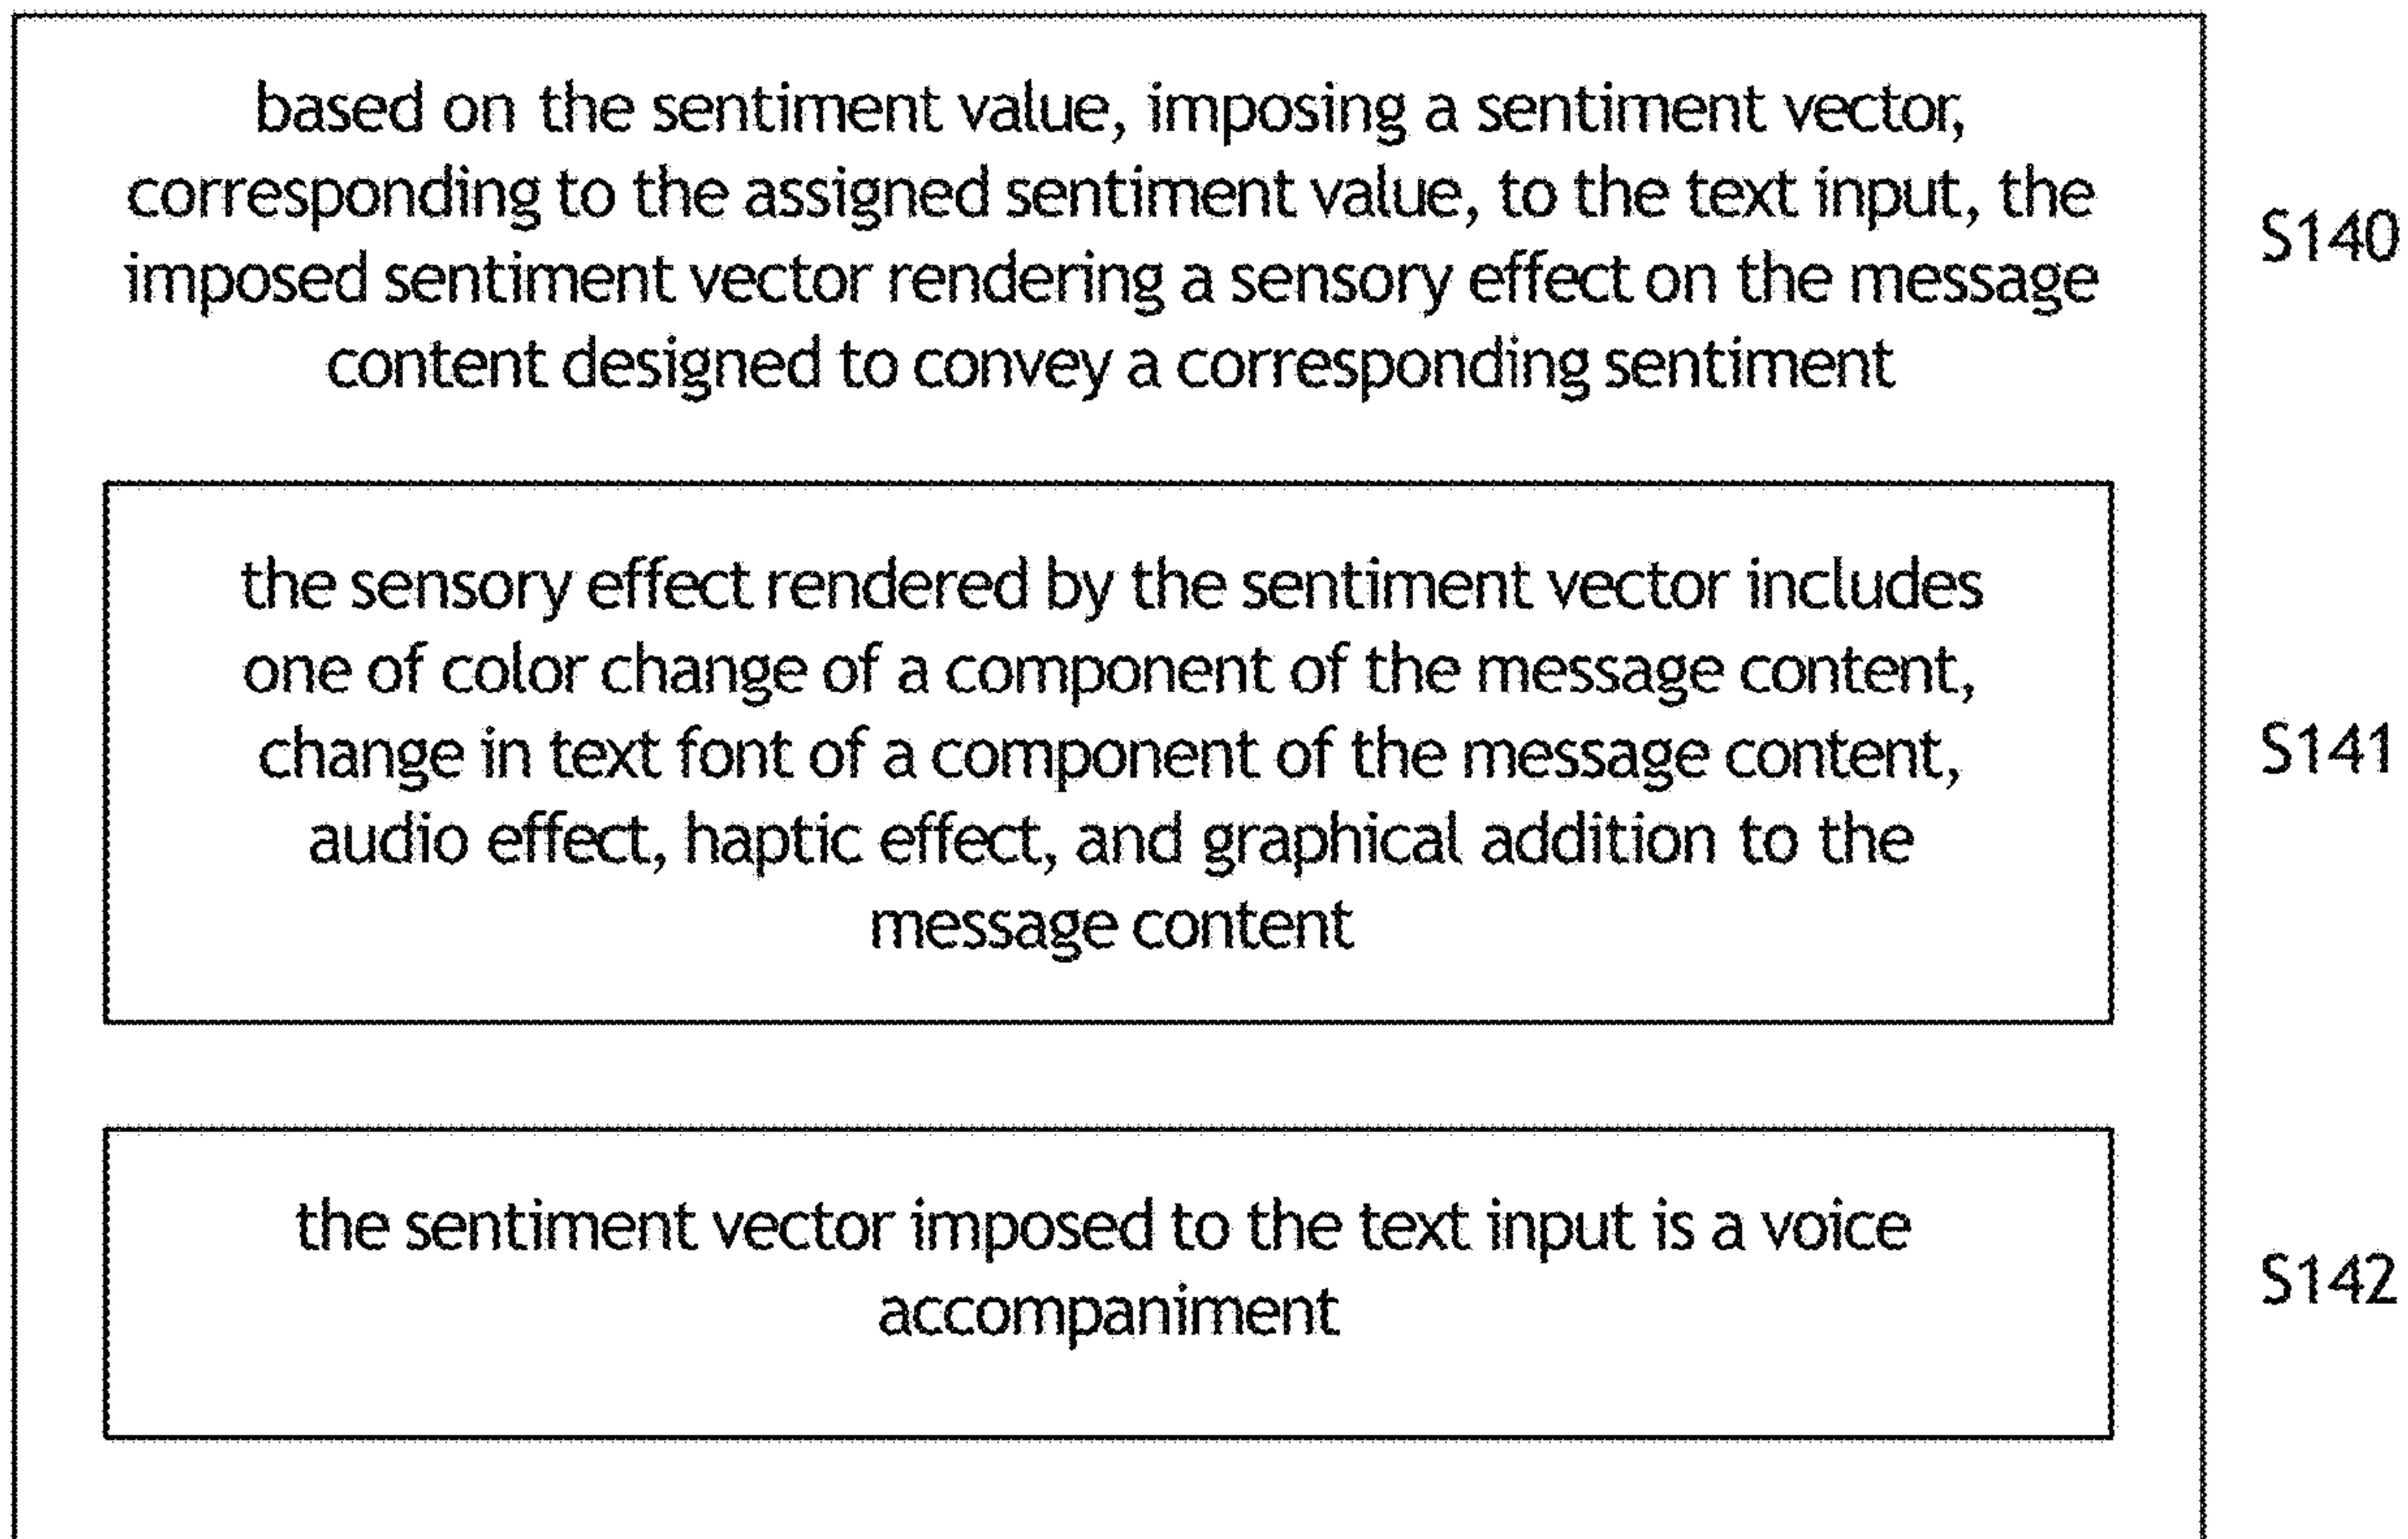 based on the sentiment value, imposing a sentiment vector,
corresponding to the assigned sentiment value, to the text input, the
imposed sentiment vector rendering a sensory effect on the message
content designed to convey a corresponding sentiment
S140
the sensory effect rendered by the sentiment vector includes
one of color change of a component of the message content,
change in text font of a component of the message content,
audio effect, haptic effect, and graphical addition to the
message content
S141
the sentiment vector imposed to the text input is a voice
accompaniment
S142